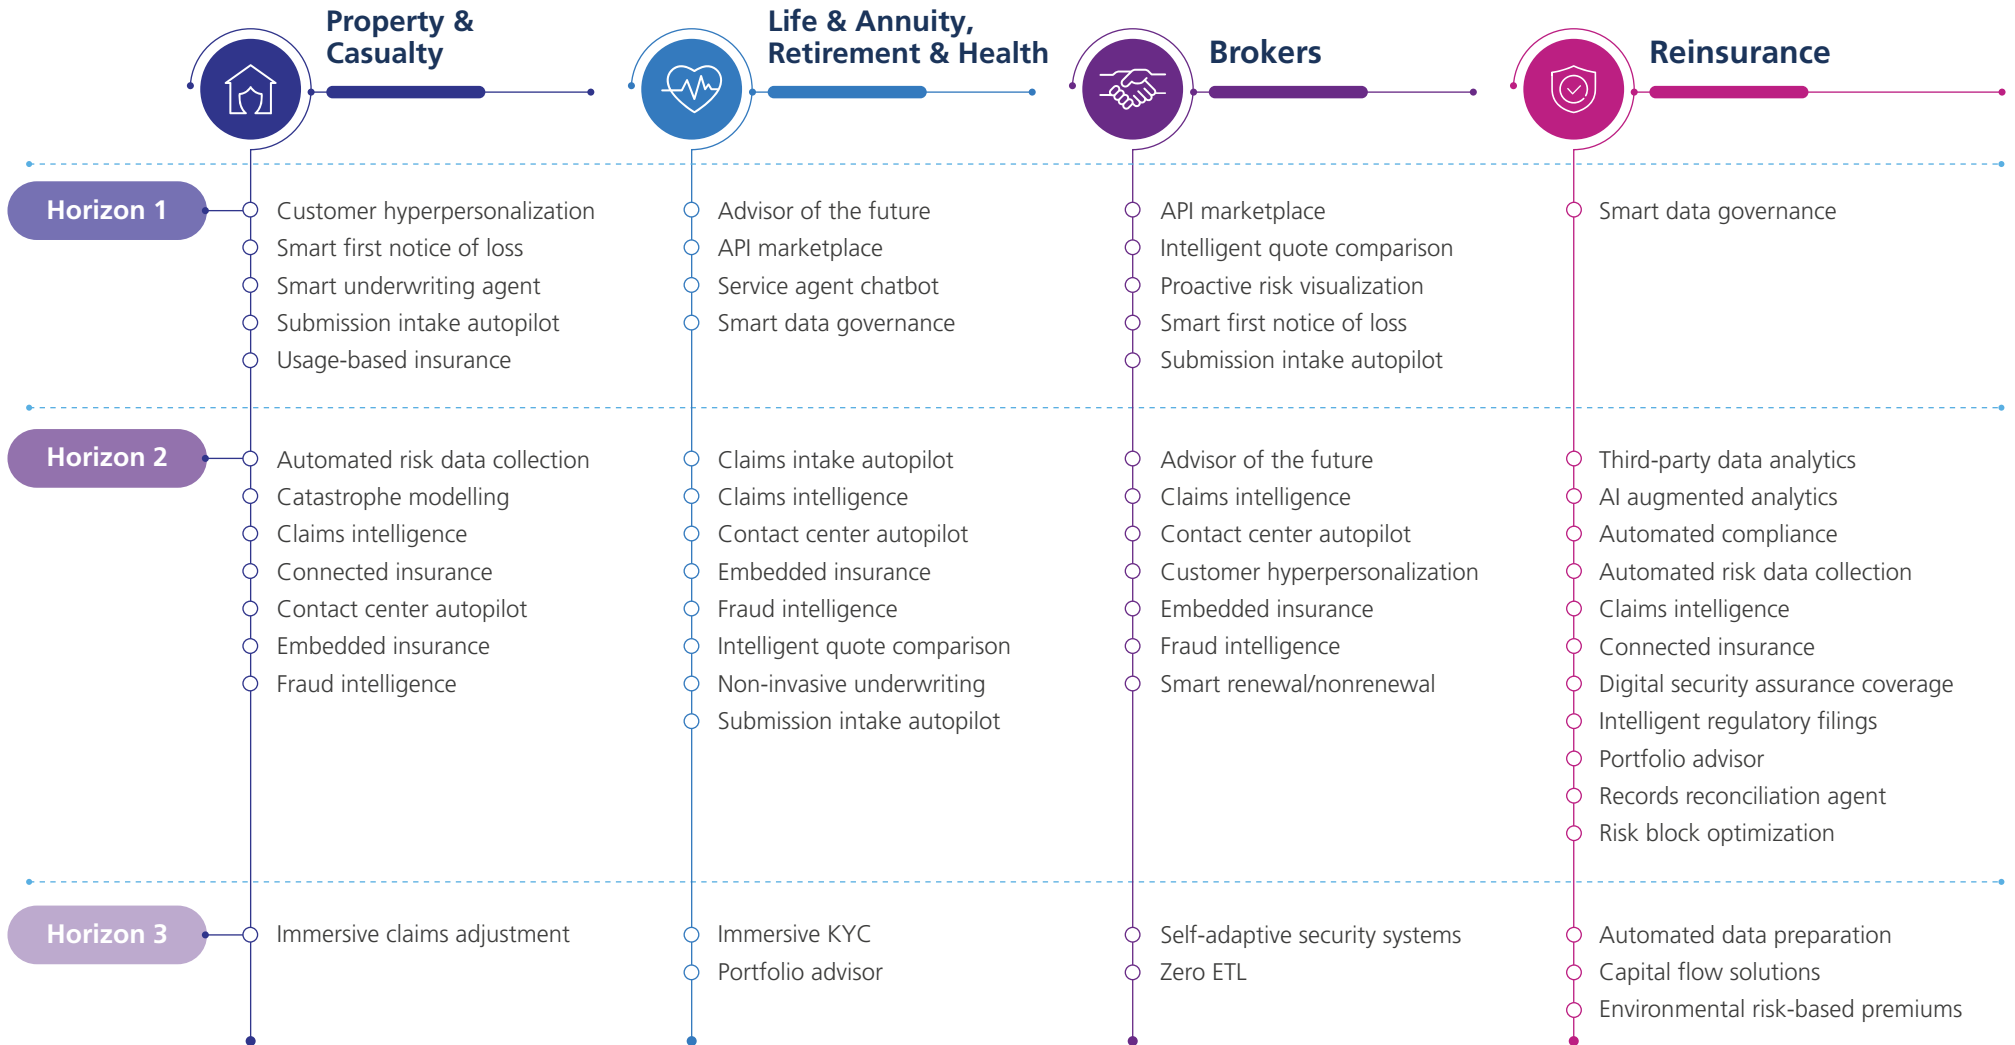 Property &
Casualty
Life & Annuity,
Retirement & Health
Brokers
Reinsurance
Horizon 1
Customer hyperpersonalization
Smart first notice of loss
Smart underwriting agent
Submission intake autopilot
Usage-based insurance
Advisor of the future
API marketplace
Service agent chatbot
Smart data governance
API marketplace
Intelligent quote comparison
Proactive risk visualization
Smart first notice of loss
Submission intake autopilot
Smart data governance
Horizon 2
Automated risk data collection
Catastrophe modelling
Claims intelligence
Connected insurance
Contact center autopilot
Embedded insurance
Fraud intelligence
Claims intake autopilot
Claims intelligence
Contact center autopilot
Embedded insurance
Fraud intelligence
Intelligent quote comparison
Non-invasive underwriting
Submission intake autopilot
Advisor of the future
Claims intelligence
Contact center autopilot
Customer hyperpersonalization
Embedded insurance
Fraud intelligence
Smart renewal/nonrenewal
Third-party data analytics
AI augmented analytics
Automated compliance
Automated risk data collection
Claims intelligence
Connected insurance
Digital security assurance coverage
Intelligent regulatory filings
Portfolio advisor
Records reconciliation agent
Risk block optimization
Horizon 3
Immersive claims adjustment
Immersive KYC
Portfolio advisor
Self-adaptive security systems
Zero ETL
Automated data preparation
Capital flow solutions
Environmental risk-based premiums